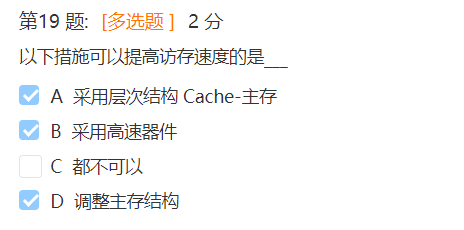 第19 题: [多选题 ] 2 分
以下措施可以提高访存速度的是___
A 采用层次结构 Cache-主存
B 采用高速器件
C 都不可以
D 调整主存结构